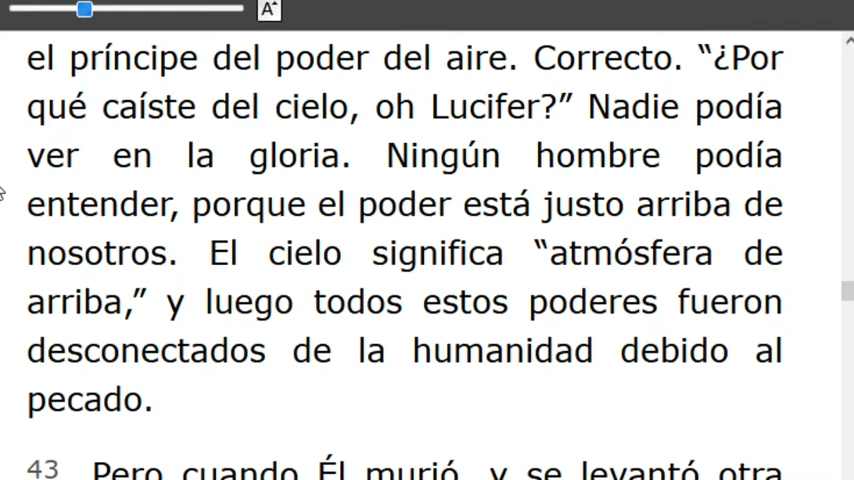 A
el príncipe del poder del aire. Correcto. “¿Por
qué caíste del cielo, oh Lucifer?” Nadie podía
ver en la gloria. Ningún hombre podía
entender, porque el poder está justo arriba de
nosotros. El cielo significa “atmósfera de
arriba,” y luego todos estos poderes fueron
desconectados de la humanidad debido al
pecado.
43 Pero cuando Él murió, y se levantó otra